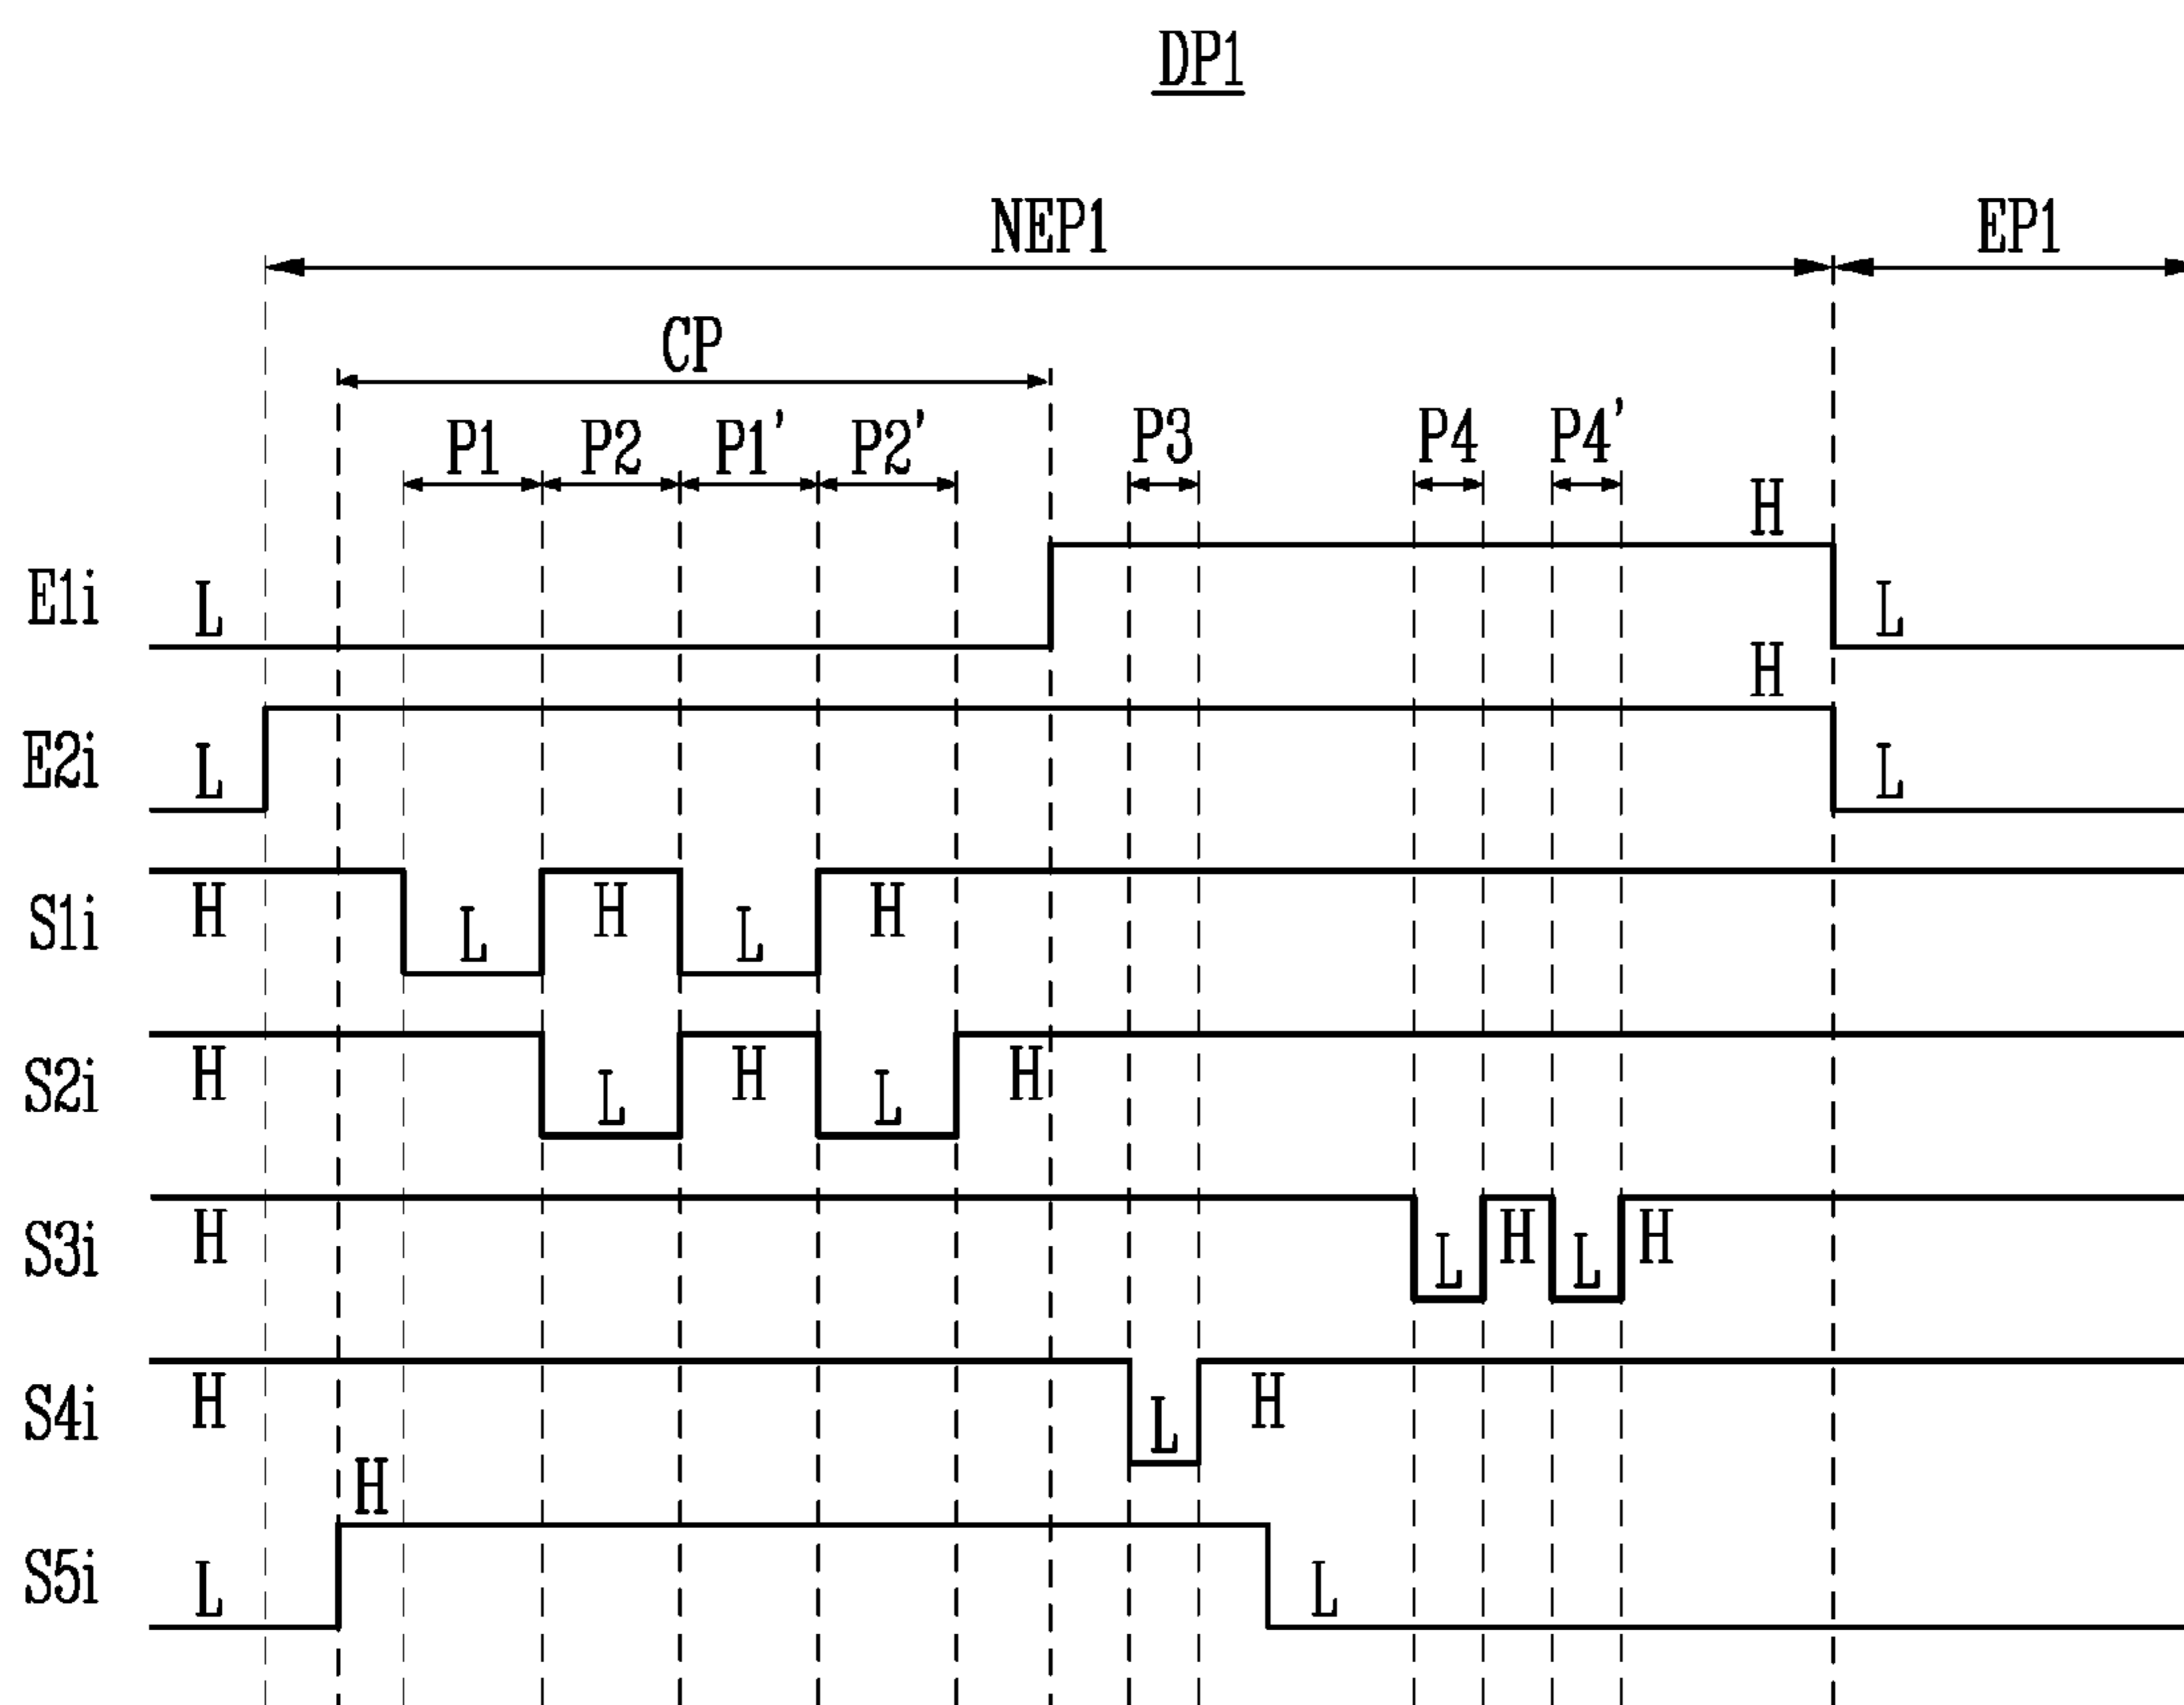 DP1
NEP1 EP1
CP
P1 P2 P1' P2' P3 P4 P4'
H
E1i L L
H
E2i L L
S1i H L H L H
S2i H L H L H
S3i H L H L H
S4i H L H
H
S5i L L